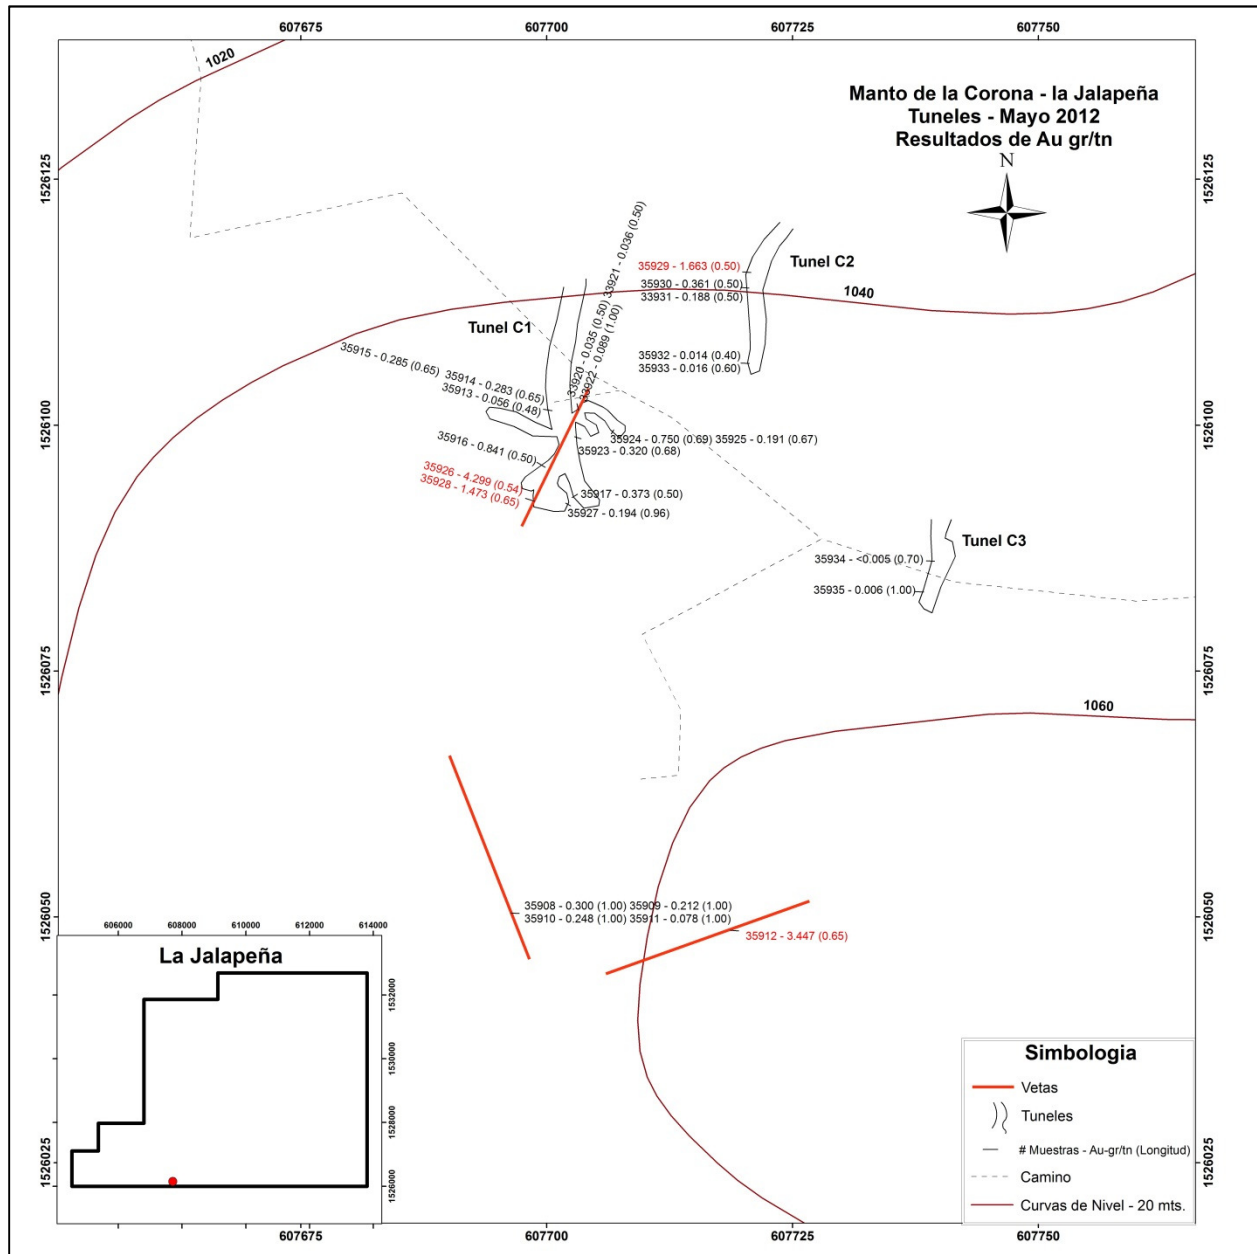 607675 607700 607725 607750
1020
Manto de la Corona - la Jalapeña
Tuneles - Mayo 2012
Resultados de Au gr/tn
N
1526125
1526125
33920 - 0.035 (0.50) 33921 - 0.036 (0.50)
33922 - 0.089 (1.00)
Tunel C2
35929 - 1.663 (0.50)
35930 - 0.361 (0.50)
33931 - 0.188 (0.50)
1040
Tunel C1
35915 - 0.285 (0.65) 35914 - 0.283 (0.65)
35913 - 0.056 (0.48)
35932 - 0.014 (0.40)
35933 - 0.016 (0.60)
1526100
1526100
35924 - 0.750 (0.69) 35925 - 0.191 (0.67)
35923 - 0.320 (0.68)
35916 - 0.841 (0.50)
35926 - 4.299 (0.54)
35928 - 1.473 (0.65)
35917 - 0.373 (0.50)
35927 - 0.194 (0.96)
Tunel C3
35934 - <0.005 (0.70)
35935 - 0.006 (1.00)
1526075
1526075
1060
35908 - 0.300 (1.00) 35909 - 0.212 (1.00)
35910 - 0.248 (1.00) 35911 - 0.078 (1.00)
35912 - 3.447 (0.65)
1526050
1526050
606000 608000 610000 612000 614000
La Jalapeña
1532000
1530000
1528000
1526000
1526025
1526025
Simbologia
Vetas
Tuneles
# Muestras - Au-gr/tn (Longitud)
Camino
Curvas de Nivel - 20 mts.
607675 607700 607725 607750